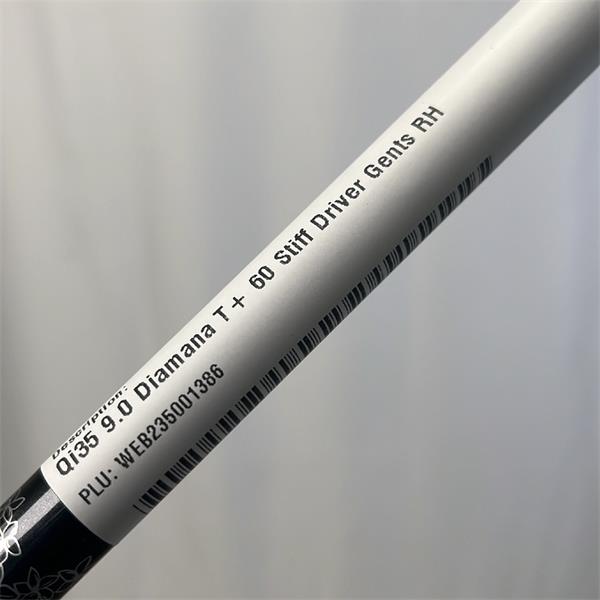 Description:
Qi35 9.0 Diamana T+ 60 Stiff Driver Gents RH
PLU: WEB235001386